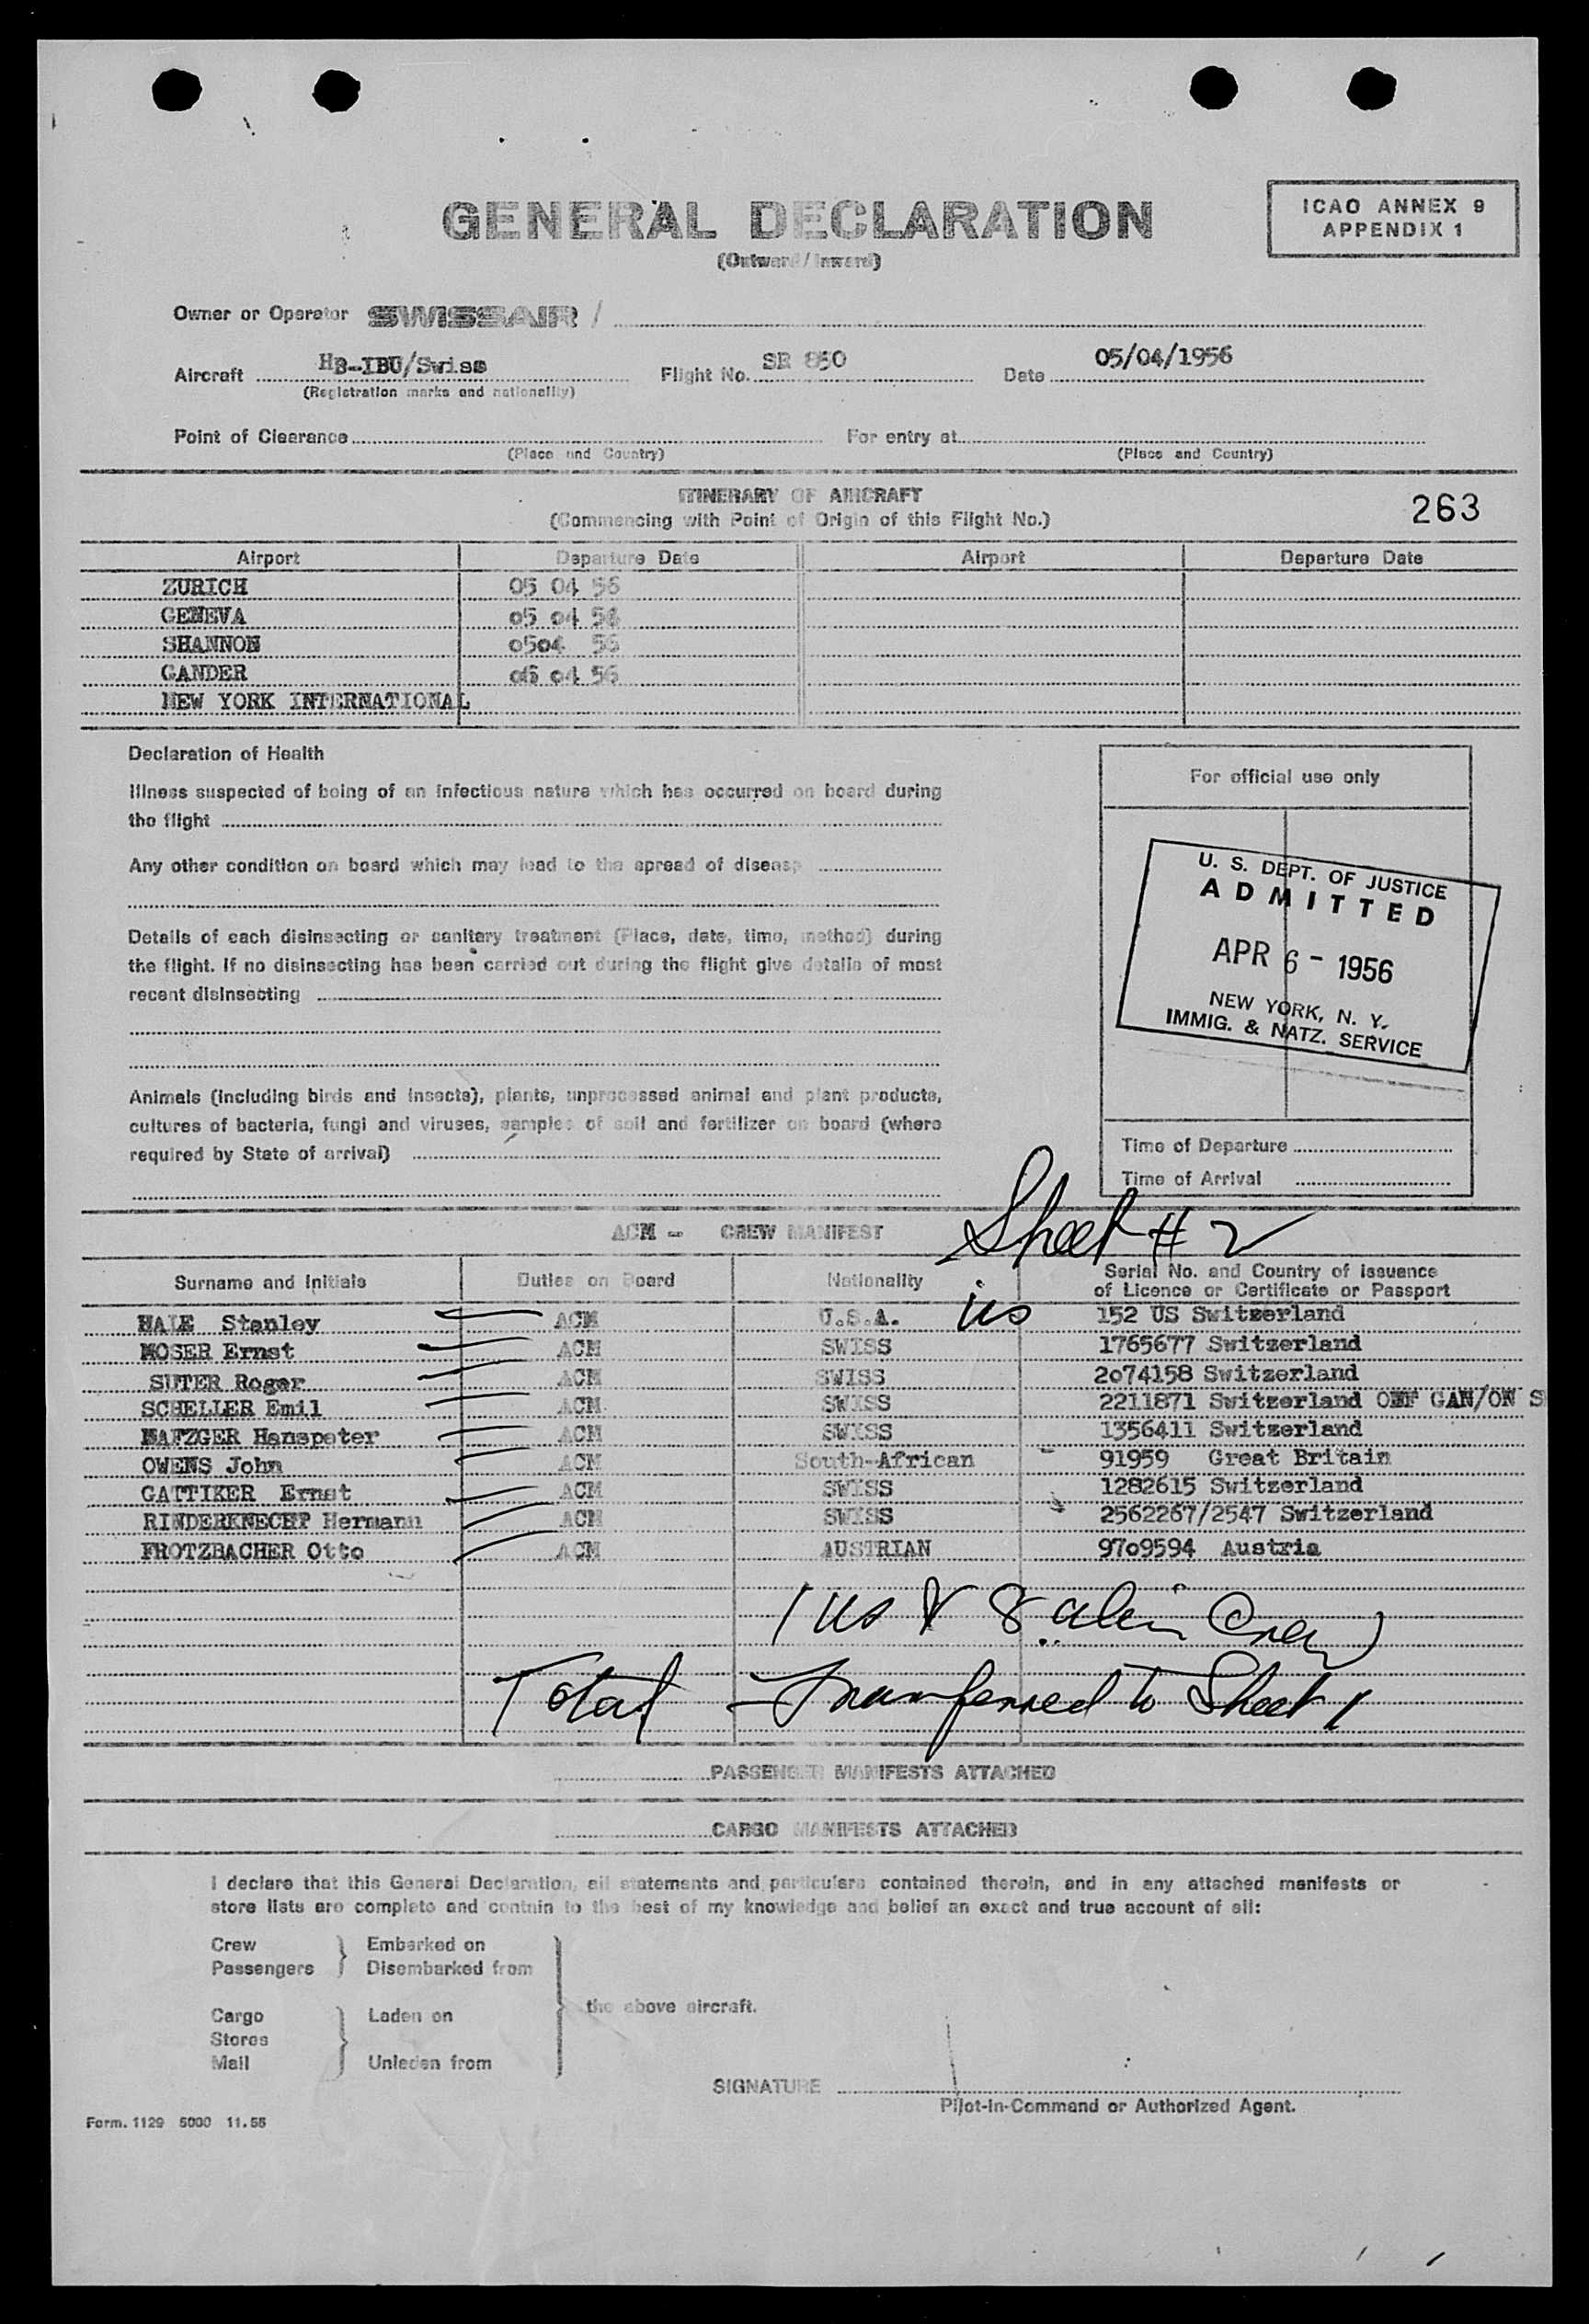 GENERAL DECLARATION
(Outward/Inward)
ICAO ANNEX 9
APPENDIX 1
Owner or Operator SWISSAIR /
Aircraft HB-IBU/Swiss Flight No. SR 850 Date 05/04/1956
(Registration marks and nationality)
Point of Clearance For entry at
(Place and Country) (Place and Country)
ITINERARY OF AIRCRAFT
(Commencing with Point of Origin of this Flight No.)
263
Airport Departure Date Airport Departure Date
ZURICH 05 04 56
GENEVA 05 04 56
SHANNON 0504 56
GANDER 06 04 56
NEW YORK INTERNATIONAL
Declaration of Health
Illness suspected of being of an infectious nature which has occurred on board during
the flight
Any other condition on board which may lead to the spread of disease
Details of each disinsecting or sanitary treatment (Place, date, time, method) during
the flight. If no disinsecting has been carried out during the flight give details of most
recent disinsecting
Animals (including birds and insects), plants, unprocessed animal and plant products,
cultures of bacteria, fungi and viruses, samples of soil and fertilizer on board (where
required by State of arrival)
For official use only
U. S. DEPT. OF JUSTICE
ADMITTED
APR 6 - 1956
NEW YORK, N. Y.
IMMIG. & NATZ. SERVICE
Time of Departure
Time of Arrival
ACM - CREW MANIFEST Sheet # 2
Surname and Initials Duties on Board Nationality Serial No. and Country of Issuance
of Licence or Certificate or Passport
HALE Stanley ACM U.S.A. us 152 US Switzerland
MOSER Ernst ACM SWISS 1765677 Switzerland
SUTER Roger ACM SWISS 2074158 Switzerland
SCHELLER Emil ACM SWISS 2211871 Switzerland OFF GAN/ON S
NAFZGER Hanspeter ACM SWISS 1356411 Switzerland
OWENS John ACM South-African 91959 Great Britain
GATTIKER Ernst ACM SWISS 1282615 Switzerland
RINDERKNECHT Hermann ACM SWISS 2562267/2547 Switzerland
FROTZBACHER Otto ACM AUSTRIAN 9709594 Austria
1 us & 8 alien Crew
Total - Transferred to Sheet 1
PASSENGER MANIFESTS ATTACHED
CARGO MANIFESTS ATTACHED
I declare that this General Declaration, all statements and particulars contained therein, and in any attached manifests or
store lists are complete and contain to the best of my knowledge and belief an exact and true account of all:
Crew Embarked on
Passengers Disembarked from
the above aircraft.
Cargo Laden on
Stores
Mail Unladen from
SIGNATURE
Pilot-in-Command or Authorized Agent.
Form. 1129 5000 11.55